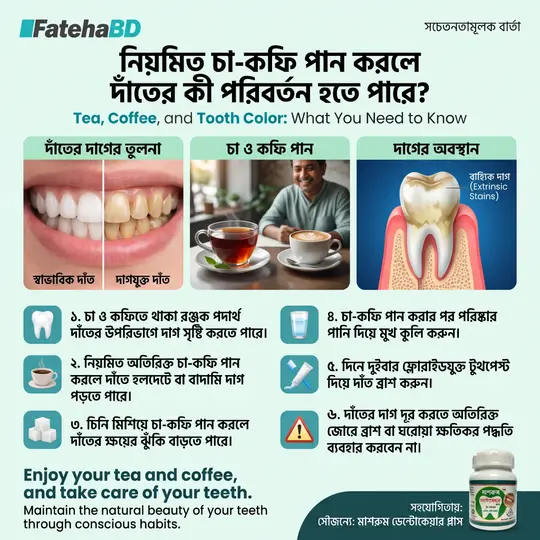 FatehaBD
সচেতনতামূলক বার্তা
নিয়মিত চা-কফি পান করলে
দাঁতের কী পরিবর্তন হতে পারে?
Tea, Coffee, and Tooth Color: What You Need to Know
দাঁতের দাগের তুলনা
স্বাভাবিক দাঁত
দাগযুক্ত দাঁত
চা ও কফি পান
দাগের অবস্থান
বাহ্যিক দাগ
(Extrinsic
Stains)
১. চা ও কফিতে থাকা রঞ্জক পদার্থ
দাঁতের উপরিভাগে দাগ সৃষ্টি করতে পারে।
২. নিয়মিত অতিরিক্ত চা-কফি পান
করলে দাঁতে হলদেটে বা বাদামি দাগ
পড়তে পারে।
৩. চিনি মিশিয়ে চা-কফি পান করলে
দাঁতের ক্ষয়ের ঝুঁকি বাড়তে পারে।
৪. চা-কফি পান করার পর পরিষ্কার
পানি দিয়ে মুখ কুলি করুন।
৫. দিনে দুইবার ফ্লোরাইডযুক্ত টুথপেস্ট
দিয়ে দাঁত ব্রাশ করুন।
৬. দাঁতের দাগ দূর করতে অতিরিক্ত
জোরে ব্রাশ বা ঘরোয়া ক্ষতিকর পদ্ধতি
ব্যবহার করবেন না।
Enjoy your tea and coffee,
and take care of your teeth.
Maintain the natural beauty of your teeth
through conscious habits.
সহযোগিতায়:
সৌজন্যে: মাশরুম ডেন্টোকেয়ার প্লাস
মাশরুম